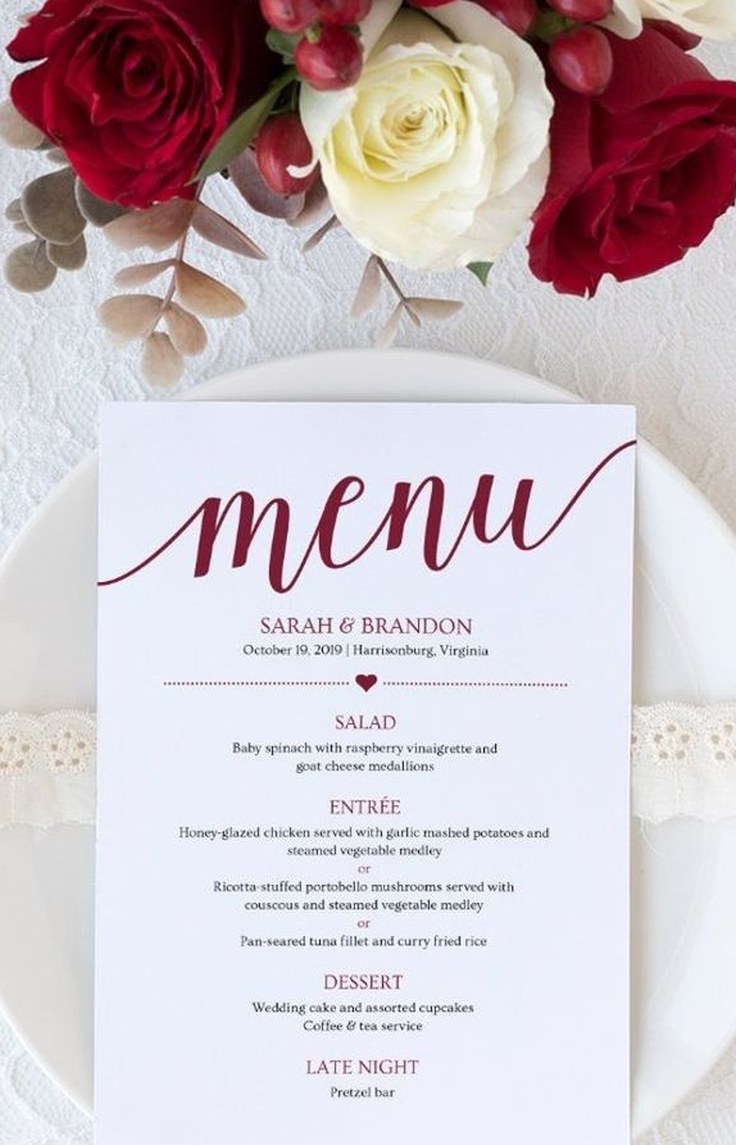 menu
SARAH & BRANDON
October 19, 2019 | Harrisonburg, Virginia
SALAD
Baby spinach with raspberry vinaigrette and
goat cheese medallions
ENTRÉE
Honey-glazed chicken served with garlic mashed potatoes and
steamed vegetable medley
or
Ricotta-stuffed portobello mushrooms served with
couscous and steamed vegetable medley
or
Pan-seared tuna fillet and curry fried rice
DESSERT
Wedding cake and assorted cupcakes
Coffee & tea service
LATE NIGHT
Pretzel bar